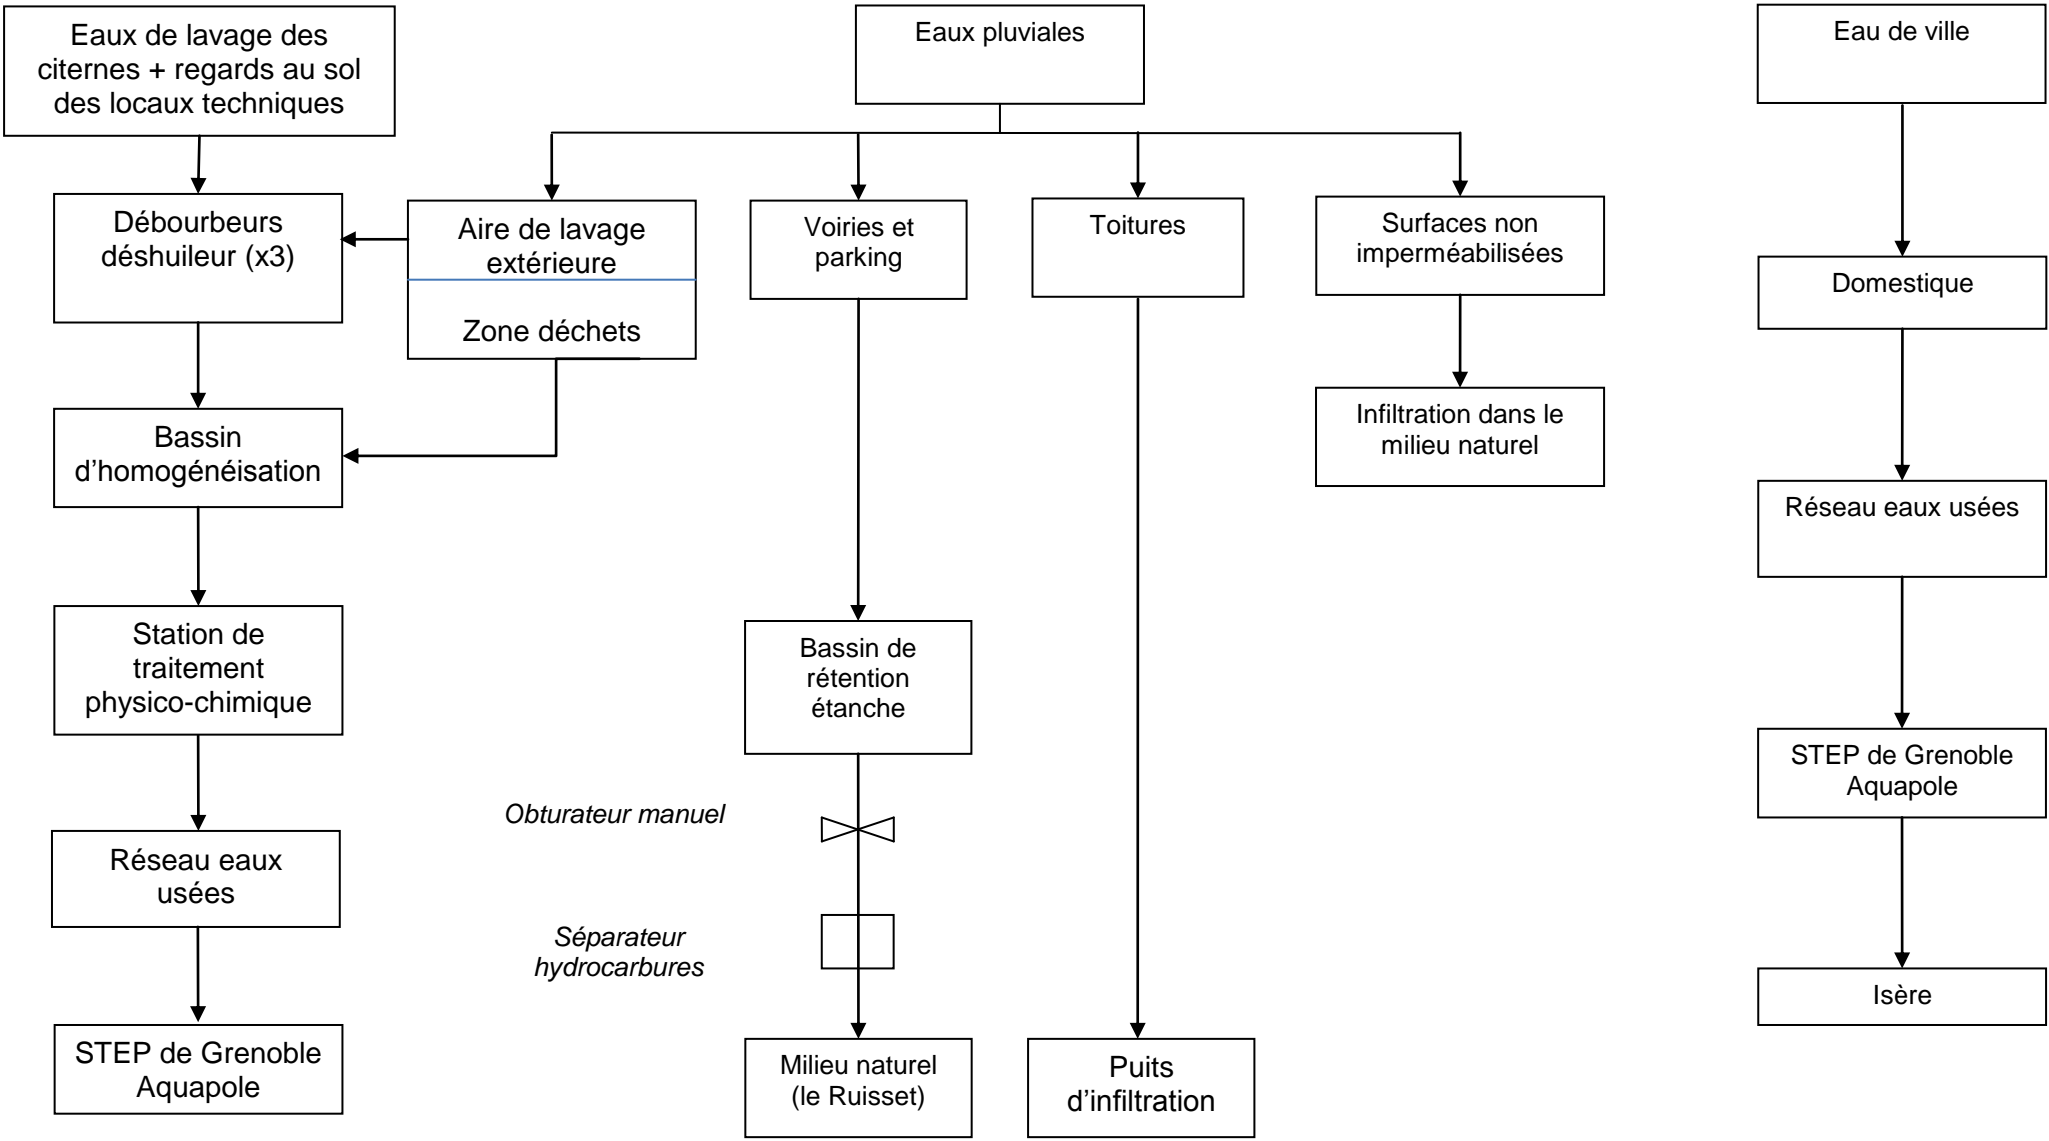 Eaux de lavage des
citernes + regards au sol
des locaux techniques
Eaux pluviales
Eau de ville
Débourbeurs
déshuileur (x3)
Aire de lavage
extérieure
Zone déchets
Voiries et
parking
Toitures
Surfaces non
imperméabilisées
Domestique
Bassin
d’homogénéisation
Infiltration dans le
milieu naturel
Réseau eaux usées
Station de
traitement
physico-chimique
Bassin de
rétention
étanche
STEP de Grenoble
Aquapole
Obturateur manuel
Réseau eaux
usées
Séparateur
hydrocarbures
Isère
STEP de Grenoble
Aquapole
Milieu naturel
(le Ruisset)
Puits
d’infiltration